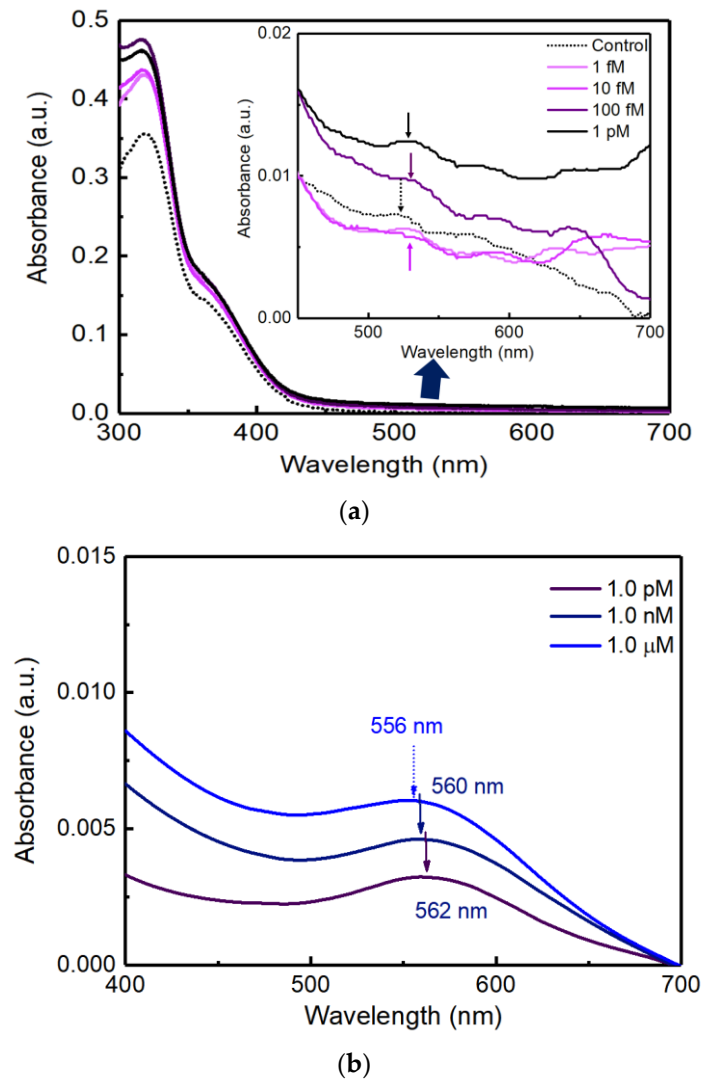 0.5
0.4
0.3
0.2
0.1
0.0
Absorbance (a.u.)
300
400
500
600
700
Wavelength (nm)
0.02
0.01
0.00
Absorbance (a.u.)
500
600
700
Wavelength (nm)
Control
1 fM
10 fM
100 fM
1 pM
(a)
0.015
0.010
0.005
0.000
Absorbance (a.u.)
1.0 pM
1.0 nM
1.0 μM
556 nm
560 nm
562 nm
400
500
600
700
Wavelength (nm)
(b)